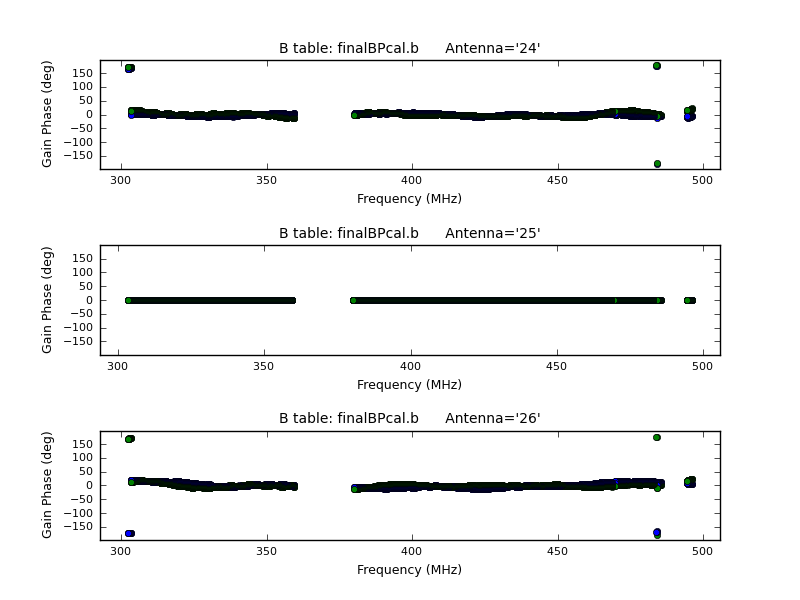 B table: finalBPcal.b Antenna='24'
Gain Phase (deg)
150
100
50
0
−50
−100
−150
300 350 400 450 500
Frequency (MHz)
B table: finalBPcal.b Antenna='25'
Gain Phase (deg)
150
100
50
0
−50
−100
−150
300 350 400 450 500
Frequency (MHz)
B table: finalBPcal.b Antenna='26'
Gain Phase (deg)
150
100
50
0
−50
−100
−150
300 350 400 450 500
Frequency (MHz)